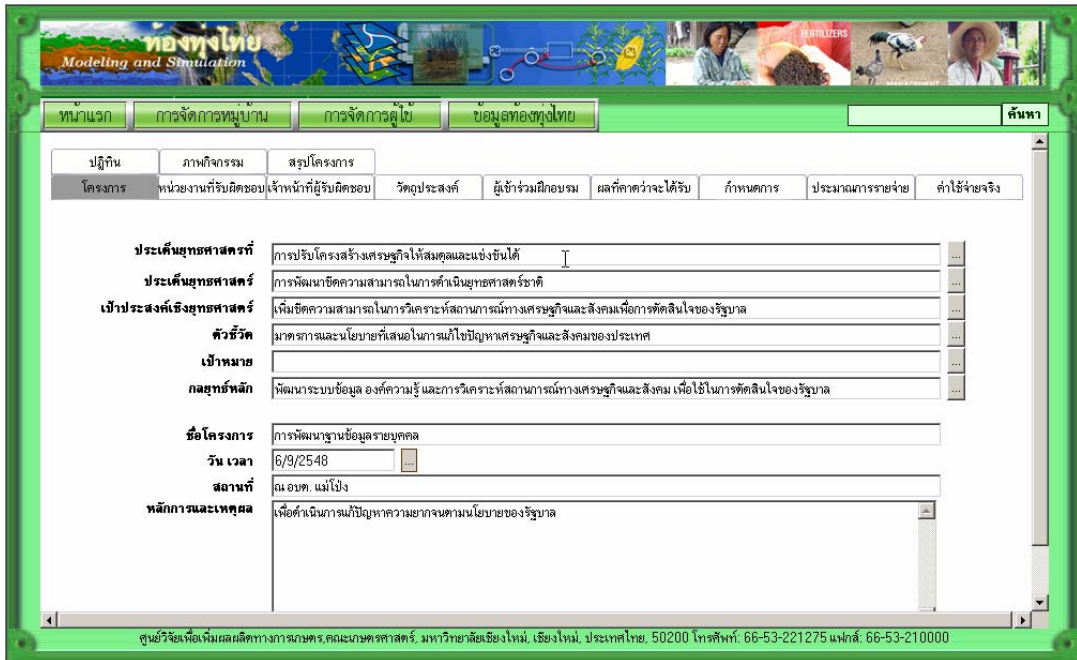 ท้องทุ่งไทย
Modeling and Simulation
FERTILIZERS
MANAGEMENT
หน้าแรก การจัดการหมู่บ้าน การจัดการผู้ใช้ ข้อมูลท้องทุ่งไทย ค้นหา
ปฏิทิน ภาพกิจกรรม สรุปโครงการ
โครงการ หน่วยงานที่รับผิดชอบ เจ้าหน้าที่ผู้รับผิดชอบ วัตถุประสงค์ ผู้เข้าร่วมฝึกอบรม ผลที่คาดว่าจะได้รับ กำหนดการ ประมาณการรายจ่าย ค่าใช้จ่ายจริง
ประเด็นยุทธศาสตร์ที่ การปรับโครงสร้างเศรษฐกิจให้สมดุลและแข่งขันได้ ...
ประเด็นยุทธศาสตร์ การพัฒนาขีดความสามารถในการดำเนินยุทธศาสตร์ชาติ ...
เป้าประสงค์เชิงยุทธศาสตร์ เพิ่มขีดความสามารถในการวิเคราะห์สถานการณ์ทางเศรษฐกิจและสังคมเพื่อการตัดสินใจของรัฐบาล ...
ตัวชี้วัด มาตรการและนโยบายที่เสนอในการแก้ไขปัญหาเศรษฐกิจและสังคมของประเทศ ...
เป้าหมาย ...
กลยุทธ์หลัก พัฒนาระบบข้อมูล องค์ความรู้ และการวิเคราะห์สถานการณ์ทางเศรษฐกิจและสังคม เพื่อใช้ในการตัดสินใจของรัฐบาล ...
ชื่อโครงการ การพัฒนาฐานข้อมูลรายบุคคล
วัน เวลา 6/9/2548 ...
สถานที่ ณ อบต. แม่โป่ง
หลักการและเหตุผล เพื่อดำเนินการแก้ปัญหาความยากจนตามนโยบายของรัฐบาล
ศูนย์วิจัยเพื่อเพิ่มผลผลิตทางการเกษตร,คณะเกษตรศาสตร์, มหาวิทยาลัยเชียงใหม่, เชียงใหม่, ประเทศไทย, 50200 โทรศัพท์: 66-53-221275 แฟกส์: 66-53-210000